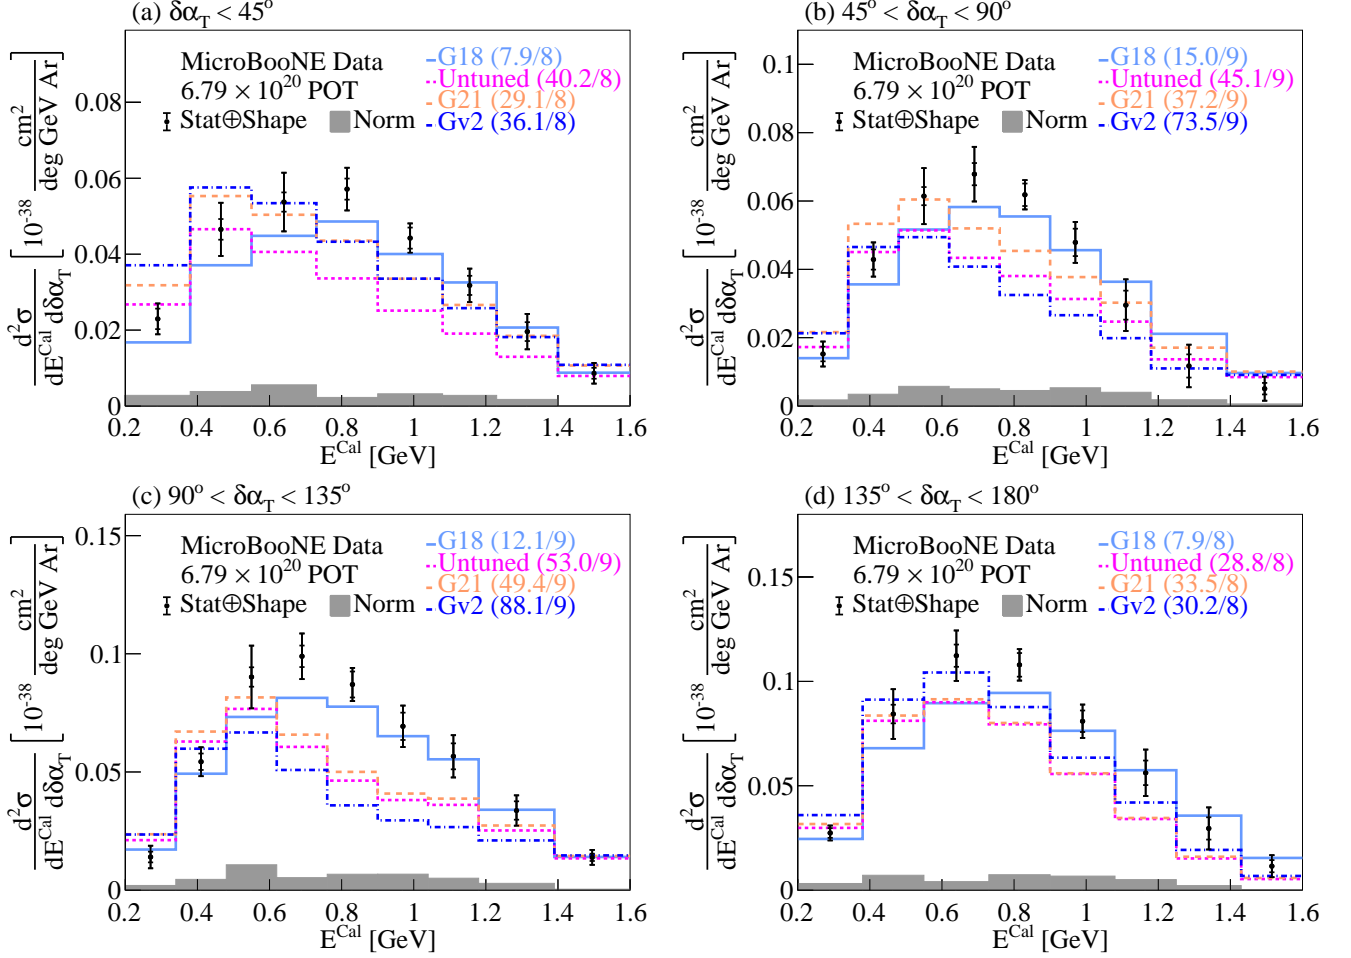 (a) δα_T < 45°
MicroBooNE Data
6.79 × 10^20 POT
Stat⊕Shape
Norm
G18 (7.9/8)
Untuned (40.2/8)
G21 (29.1/8)
Gv2 (36.1/8)
d²σ / dE^Cal dδα_T [10^-38 cm² / deg GeV Ar]
0.08
0.06
0.04
0.02
0
0.2 0.4 0.6 0.8 1 1.2 1.4 1.6
E^Cal [GeV]
(b) 45° < δα_T < 90°
MicroBooNE Data
6.79 × 10^20 POT
Stat⊕Shape
Norm
G18 (15.0/9)
Untuned (45.1/9)
G21 (37.2/9)
Gv2 (73.5/9)
d²σ / dE^Cal dδα_T [10^-38 cm² / deg GeV Ar]
0.1
0.08
0.06
0.04
0.02
0
0.2 0.4 0.6 0.8 1 1.2 1.4 1.6
E^Cal [GeV]
(c) 90° < δα_T < 135°
MicroBooNE Data
6.79 × 10^20 POT
Stat⊕Shape
Norm
G18 (12.1/9)
Untuned (53.0/9)
G21 (49.4/9)
Gv2 (88.1/9)
d²σ / dE^Cal dδα_T [10^-38 cm² / deg GeV Ar]
0.15
0.1
0.05
0
0.2 0.4 0.6 0.8 1 1.2 1.4 1.6
E^Cal [GeV]
(d) 135° < δα_T < 180°
MicroBooNE Data
6.79 × 10^20 POT
Stat⊕Shape
Norm
G18 (7.9/8)
Untuned (28.8/8)
G21 (33.5/8)
Gv2 (30.2/8)
d²σ / dE^Cal dδα_T [10^-38 cm² / deg GeV Ar]
0.15
0.1
0.05
0
0.2 0.4 0.6 0.8 1 1.2 1.4 1.6
E^Cal [GeV]